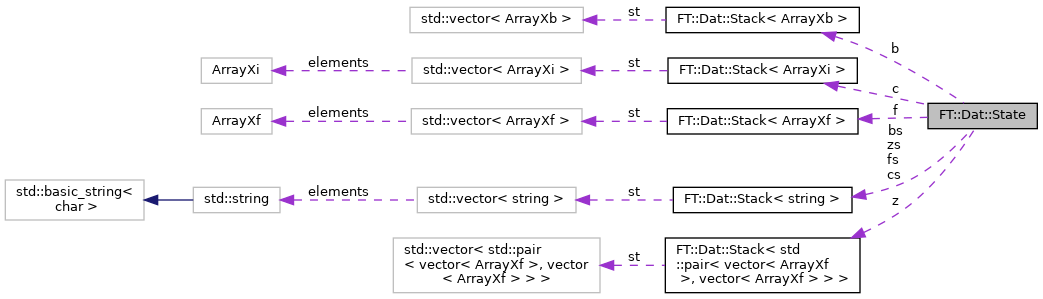 std::vector< ArrayXb >
st
FT::Dat::Stack< ArrayXb >
b
ArrayXi
elements
std::vector< ArrayXi >
st
FT::Dat::Stack< ArrayXi >
c
ArrayXf
elements
std::vector< ArrayXf >
st
FT::Dat::Stack< ArrayXf >
f
FT::Dat::State
bs
zs
fs
cs
std::basic_string<
char >
std::string
elements
std::vector< string >
st
FT::Dat::Stack< string >
z
std::vector< std::pair
< vector< ArrayXf >, vector
< ArrayXf > > >
st
FT::Dat::Stack< std
::pair< vector< ArrayXf
>, vector< ArrayXf > > >